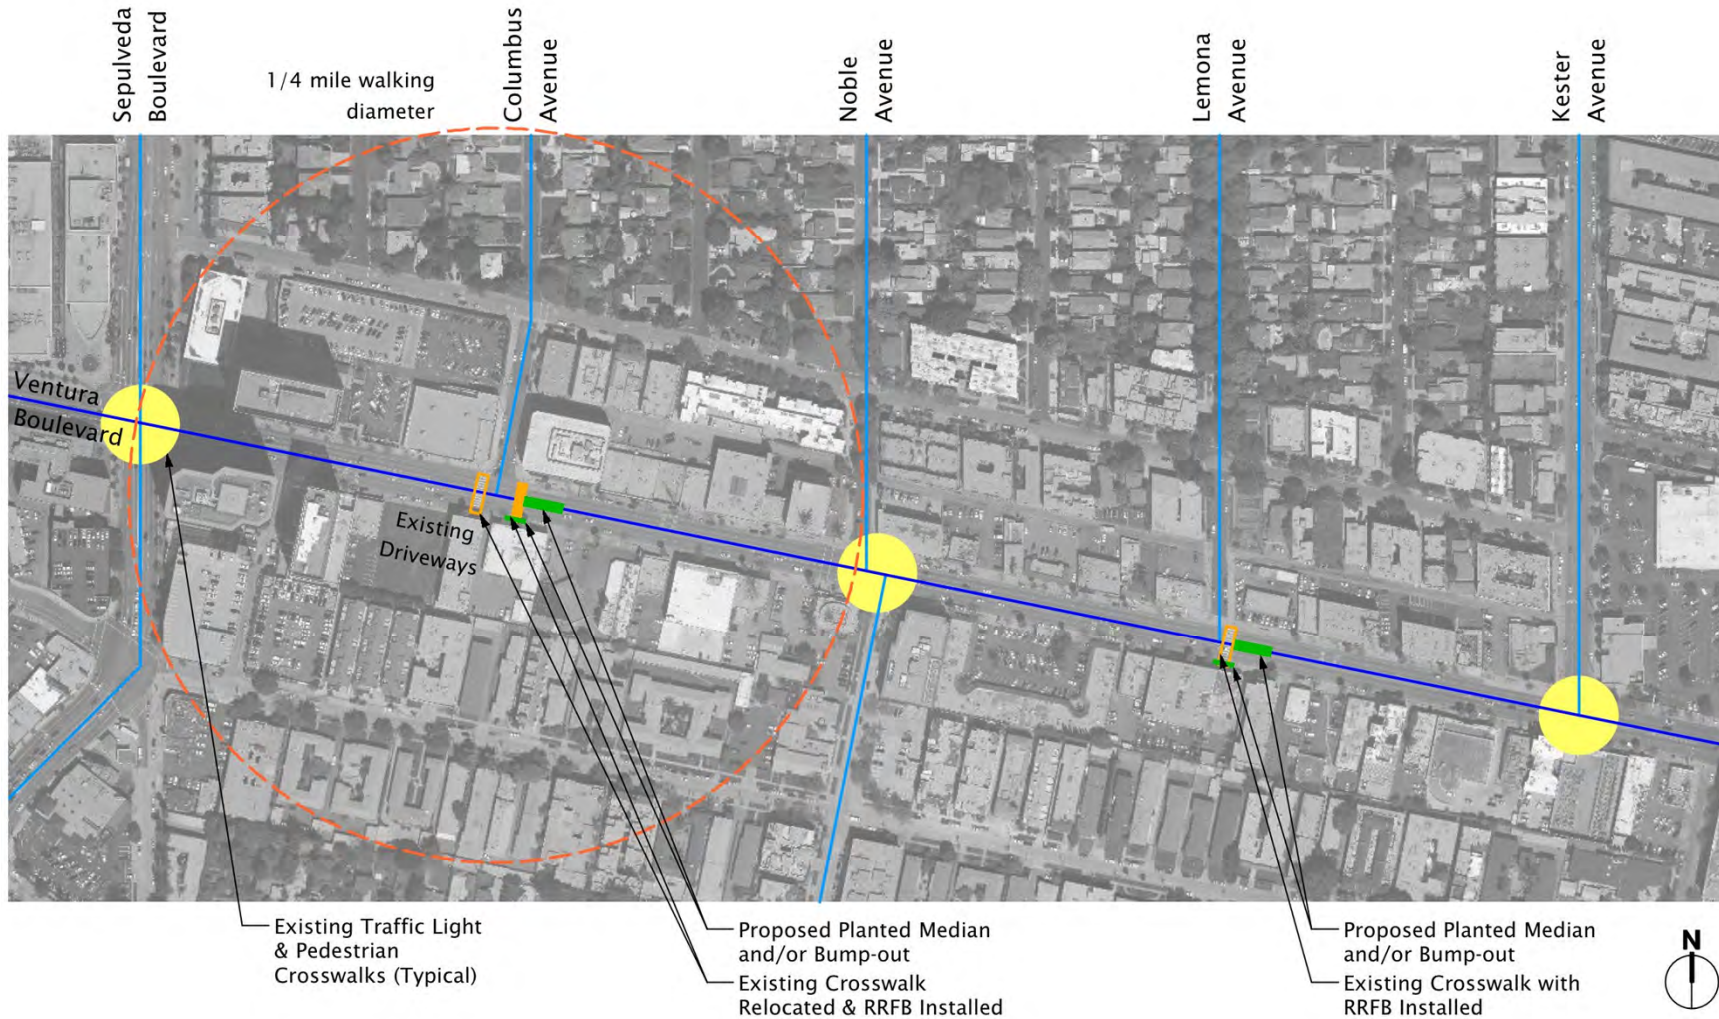 Sepulveda
Boulevard
1/4 mile walking
diameter
Columbus
Avenue
Noble
Avenue
Lemona
Avenue
Kester
Avenue
Ventura
Boulevard
Existing
Driveways
Existing Traffic Light
& Pedestrian
Crosswalks (Typical)
Proposed Planted Median
and/or Bump-out
Existing Crosswalk
Relocated & RRFB Installed
Proposed Planted Median
and/or Bump-out
Existing Crosswalk with
RRFB Installed
N